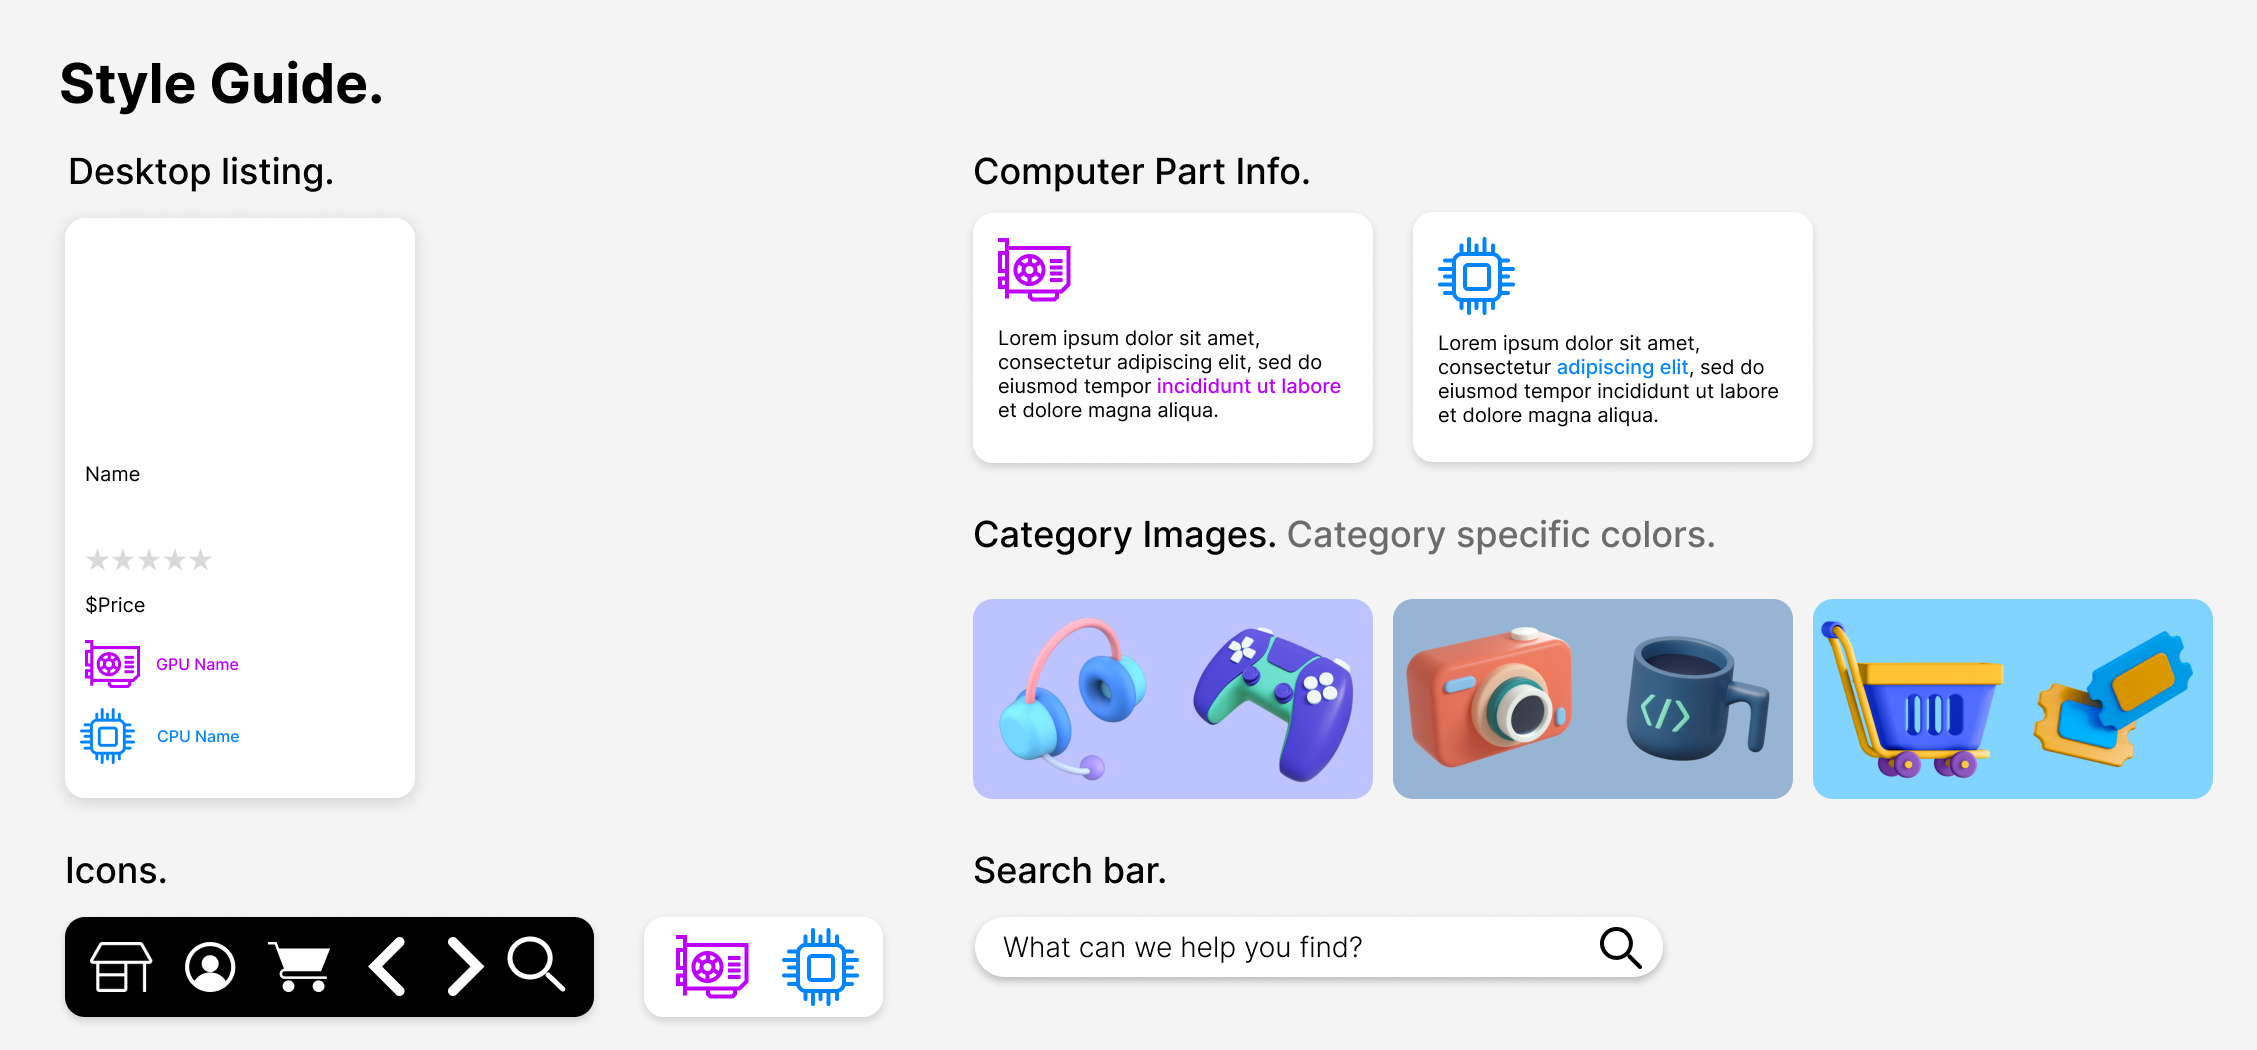 Style Guide.
Desktop listing.
Name
$Price
GPU Name
CPU Name
Icons.
Computer Part Info.
Lorem ipsum dolor sit amet,
consectetur adipiscing elit, sed do
eiusmod tempor incididunt ut labore
et dolore magna aliqua.
Lorem ipsum dolor sit amet,
consectetur adipiscing elit, sed do
eiusmod tempor incididunt ut labore
et dolore magna aliqua.
Category Images. Category specific colors.
</>
Search bar.
What can we help you find?